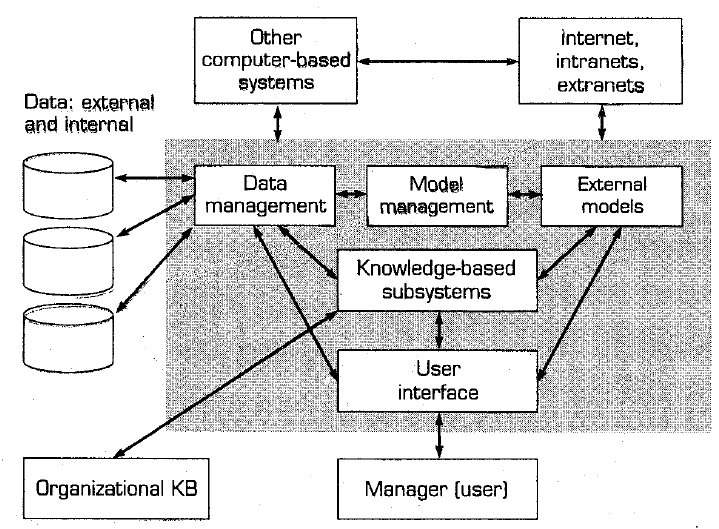 Other
computer-based
systems
Internet,
intranets,
extranets
Data: external
and internal
Data
management
Model
management
External
models
Knowledge-based
subsystems
User
interface
Organizational KB
Manager (user)